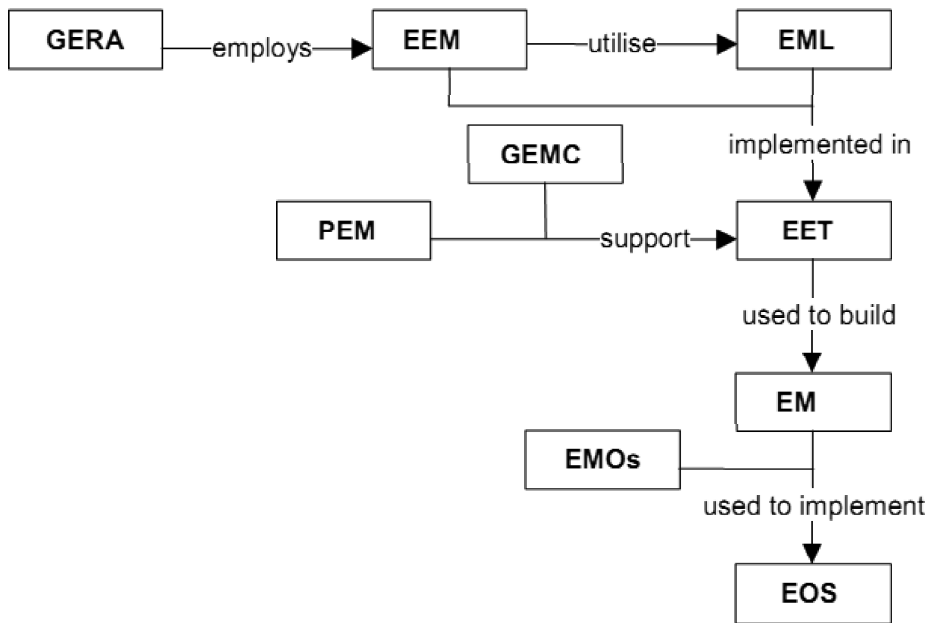 GERA
employs
EEM
utilise
EML
GEMC
implemented in
PEM
support
EET
used to build
EM
EMOs
used to implement
EOS